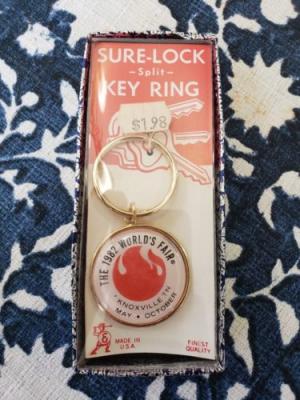 SURE-LOCK
-Split-
KEY RING
$1.98
THE 1982 WORLD'S FAIR®
KNOXVILLE TN
MAY • OCTOBER
MADE IN
U.S.A.
FINEST
QUALITY